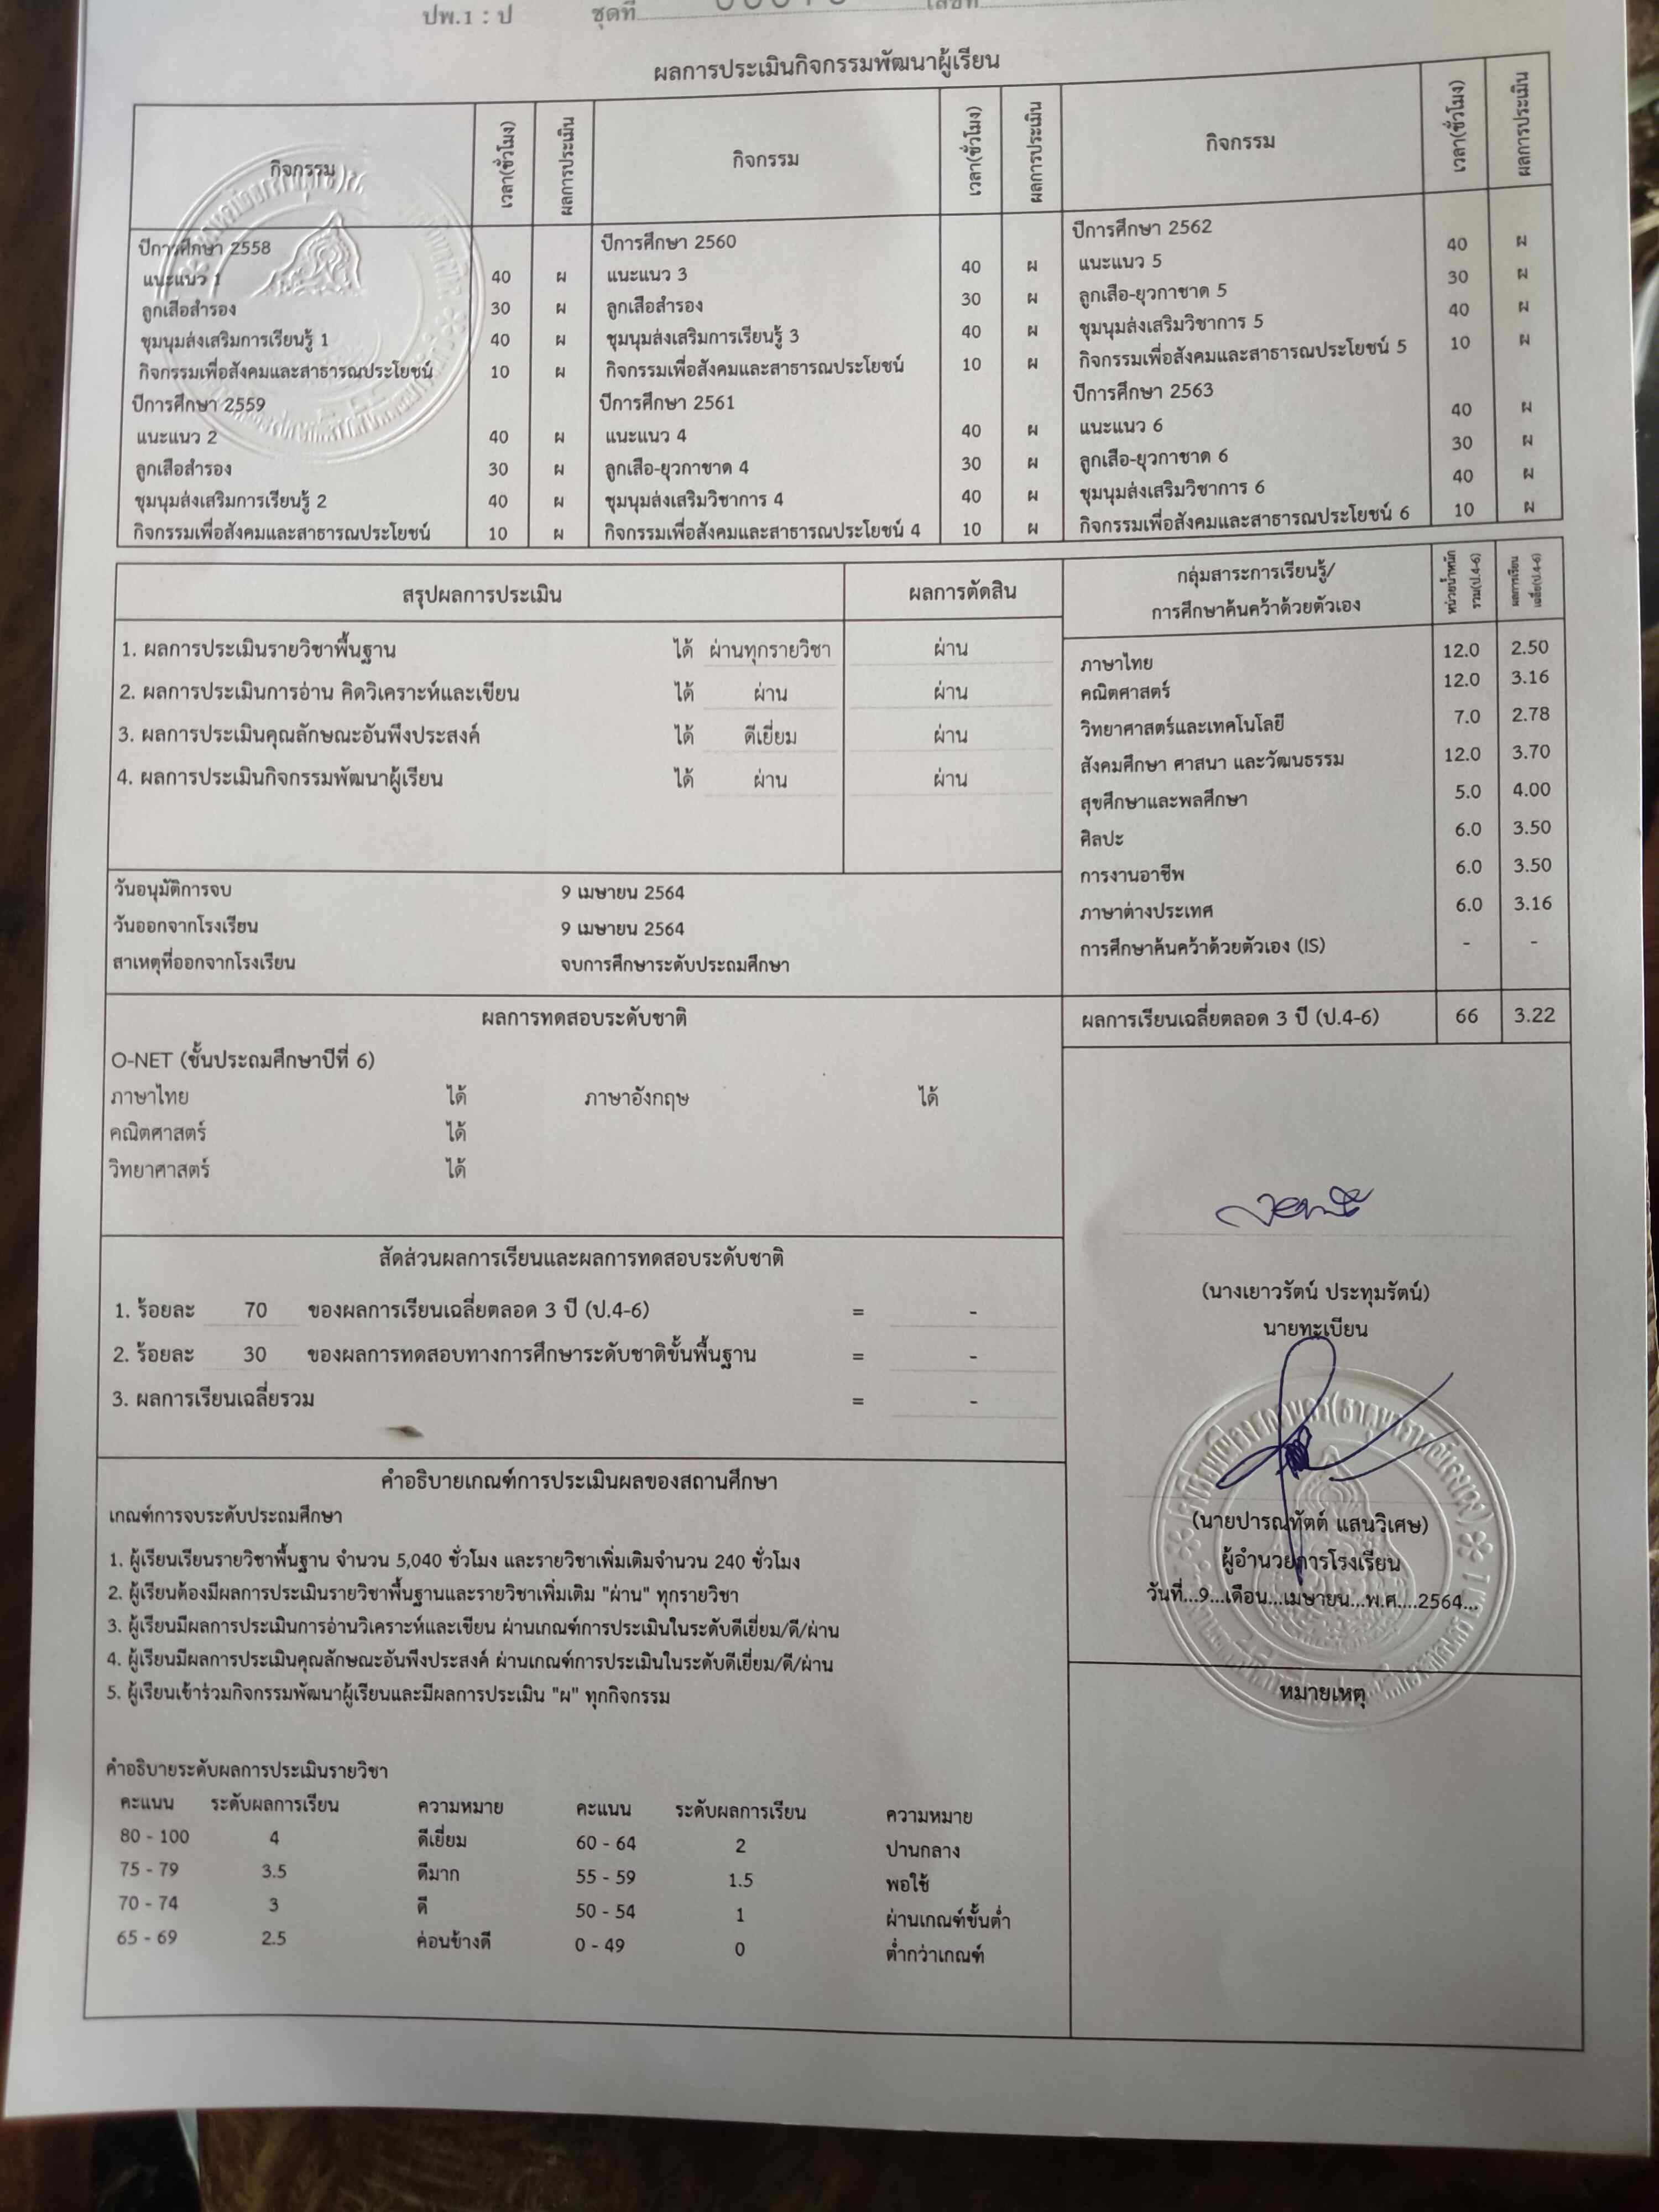 ปพ.1 : ป ชุดที่
ผลการประเมินกิจกรรมพัฒนาผู้เรียน
กิจกรรม เวลา(ชั่วโมง) ผลการประเมิน กิจกรรม เวลา(ชั่วโมง) ผลการประเมิน กิจกรรม เวลา(ชั่วโมง) ผลการประเมิน
ปีการศึกษา 2558 ปีการศึกษา 2560 ปีการศึกษา 2562
แนะแนว 1 40 ผ แนะแนว 3 40 ผ แนะแนว 5 40 ผ
ลูกเสือสำรอง 30 ผ ลูกเสือสำรอง 30 ผ ลูกเสือ-ยุวกาชาด 5 30 ผ
ชุมนุมส่งเสริมการเรียนรู้ 1 40 ผ ชุมนุมส่งเสริมการเรียนรู้ 3 40 ผ ชุมนุมส่งเสริมวิชาการ 5 40 ผ
กิจกรรมเพื่อสังคมและสาธารณประโยชน์ 10 ผ กิจกรรมเพื่อสังคมและสาธารณประโยชน์ 10 ผ กิจกรรมเพื่อสังคมและสาธารณประโยชน์ 5 10 ผ
ปีการศึกษา 2559 ปีการศึกษา 2561 ปีการศึกษา 2563
แนะแนว 2 40 ผ แนะแนว 4 40 ผ แนะแนว 6 40 ผ
ลูกเสือสำรอง 30 ผ ลูกเสือ-ยุวกาชาด 4 30 ผ ลูกเสือ-ยุวกาชาด 6 30 ผ
ชุมนุมส่งเสริมการเรียนรู้ 2 40 ผ ชุมนุมส่งเสริมวิชาการ 4 40 ผ ชุมนุมส่งเสริมวิชาการ 6 40 ผ
กิจกรรมเพื่อสังคมและสาธารณประโยชน์ 10 ผ กิจกรรมเพื่อสังคมและสาธารณประโยชน์ 4 10 ผ กิจกรรมเพื่อสังคมและสาธารณประโยชน์ 6 10 ผ
สรุปผลการประเมิน ผลการตัดสิน
1. ผลการประเมินรายวิชาพื้นฐาน ได้ ผ่านทุกรายวิชา ผ่าน
2. ผลการประเมินการอ่าน คิดวิเคราะห์และเขียน ได้ ผ่าน ผ่าน
3. ผลการประเมินคุณลักษณะอันพึงประสงค์ ได้ ดีเยี่ยม ผ่าน
4. ผลการประเมินกิจกรรมพัฒนาผู้เรียน ได้ ผ่าน ผ่าน
วันอนุมัติการจบ 9 เมษายน 2564
วันออกจากโรงเรียน 9 เมษายน 2564
สาเหตุที่ออกจากโรงเรียน จบการศึกษาระดับประถมศึกษา
กลุ่มสาระการเรียนรู้/
การศึกษาค้นคว้าด้วยตัวเอง
หน่วยน้ำหนัก
รวม(ป.4-6)
ผลการเรียน
เฉลี่ย(ป.4-6)
ภาษาไทย 12.0 2.50
คณิตศาสตร์ 12.0 3.16
วิทยาศาสตร์และเทคโนโลยี 7.0 2.78
สังคมศึกษา ศาสนา และวัฒนธรรม 12.0 3.70
สุขศึกษาและพลศึกษา 5.0 4.00
ศิลปะ 6.0 3.50
การงานอาชีพ 6.0 3.50
ภาษาต่างประเทศ 6.0 3.16
การศึกษาค้นคว้าด้วยตัวเอง (IS) - -
ผลการเรียนเฉลี่ยตลอด 3 ปี (ป.4-6) 66 3.22
ผลการทดสอบระดับชาติ
O-NET (ชั้นประถมศึกษาปีที่ 6)
ภาษาไทย ได้ ภาษาอังกฤษ ได้
คณิตศาสตร์ ได้
วิทยาศาสตร์ ได้
สัดส่วนผลการเรียนและผลการทดสอบระดับชาติ
1. ร้อยละ 70 ของผลการเรียนเฉลี่ยตลอด 3 ปี (ป.4-6) = -
2. ร้อยละ 30 ของผลการทดสอบทางการศึกษาระดับชาติขั้นพื้นฐาน = -
3. ผลการเรียนเฉลี่ยรวม = -
(นางเยาวรัตน์ ประทุมรัตน์)
นายทะเบียน
(นายปารณทัตต์ แสนวิเศษ)
ผู้อำนวยการโรงเรียน
วันที่...9...เดือน...เมษายน...พ.ศ....2564...
หมายเหตุ
คำอธิบายเกณฑ์การประเมินผลของสถานศึกษา
เกณฑ์การจบระดับประถมศึกษา
1. ผู้เรียนเรียนรายวิชาพื้นฐาน จำนวน 5,040 ชั่วโมง และรายวิชาเพิ่มเติมจำนวน 240 ชั่วโมง
2. ผู้เรียนต้องมีผลการประเมินรายวิชาพื้นฐานและรายวิชาเพิ่มเติม "ผ่าน" ทุกรายวิชา
3. ผู้เรียนมีผลการประเมินการอ่านวิเคราะห์และเขียน ผ่านเกณฑ์การประเมินในระดับดีเยี่ยม/ดี/ผ่าน
4. ผู้เรียนมีผลการประเมินคุณลักษณะอันพึงประสงค์ ผ่านเกณฑ์การประเมินในระดับดีเยี่ยม/ดี/ผ่าน
5. ผู้เรียนเข้าร่วมกิจกรรมพัฒนาผู้เรียนและมีผลการประเมิน "ผ" ทุกกิจกรรม
คำอธิบายระดับผลการประเมินรายวิชา
คะแนน ระดับผลการเรียน ความหมาย คะแนน ระดับผลการเรียน ความหมาย
80 - 100 4 ดีเยี่ยม 60 - 64 2 ปานกลาง
75 - 79 3.5 ดีมาก 55 - 59 1.5 พอใช้
70 - 74 3 ดี 50 - 54 1 ผ่านเกณฑ์ขั้นต่ำ
65 - 69 2.5 ค่อนข้างดี 0 - 49 0 ต่ำกว่าเกณฑ์